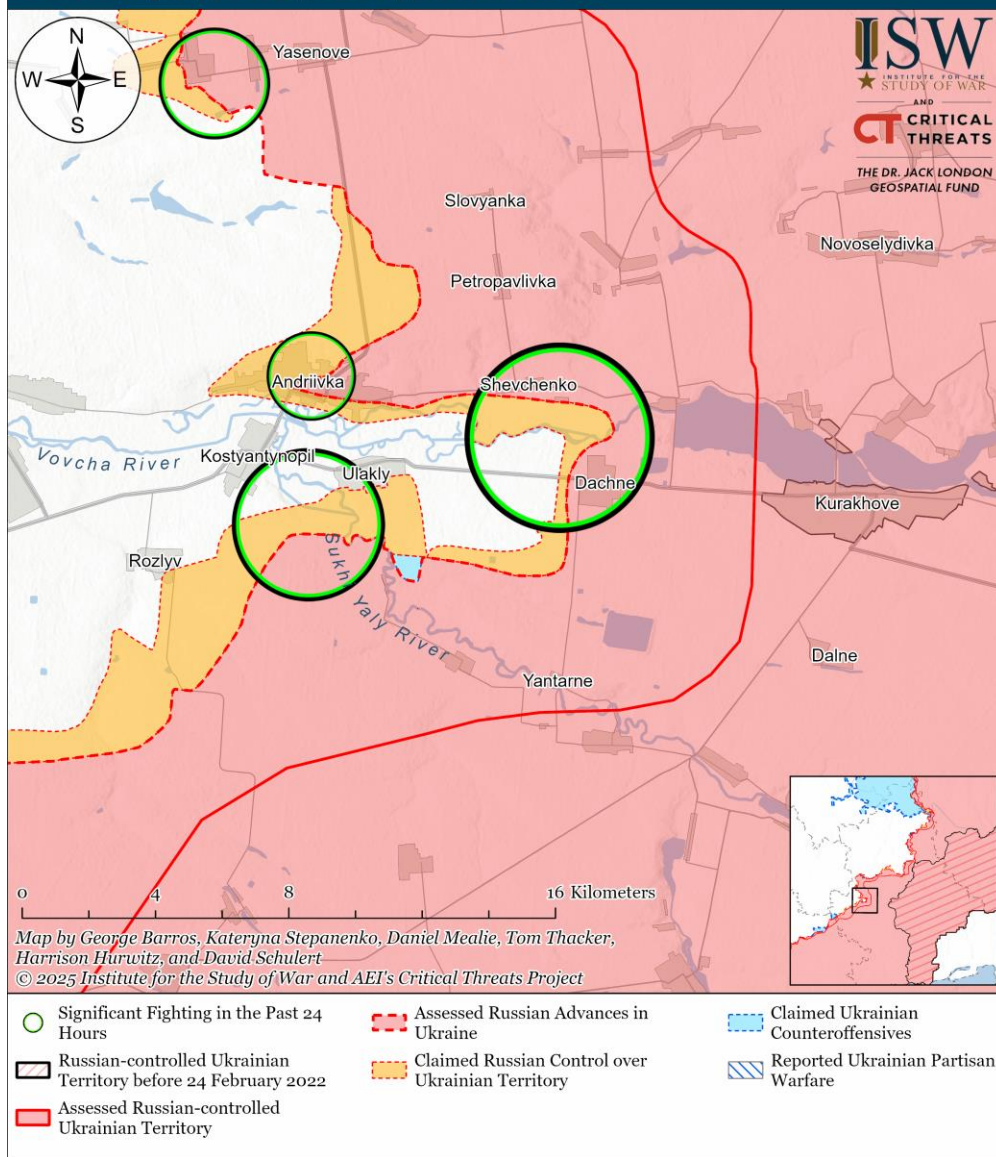 N
W E
S
Yasenove
ISW
INSTITUTE FOR THE
STUDY OF WAR
AND
CT CRITICAL
THREATS
THE DR. JACK LONDON
GEOSPATIAL FUND
Slovyanka
Novoselydivka
Petropavlivka
Andriivka
Shevchenko
Vovcha River
Kostyantynopil
Ulakly
Dachne
Kurakhove
Rozlyv
Sukhi Yaly River
Yantarne
Dalne
0 4 8 16 Kilometers
Map by George Barros, Kateryna Stepanenko, Daniel Mealie, Tom Thacker,
Harrison Hurwitz, and David Schulert
© 2025 Institute for the Study of War and AEI's Critical Threats Project
Significant Fighting in the Past 24
Hours
Russian-controlled Ukrainian
Territory before 24 February 2022
Assessed Russian-controlled
Ukrainian Territory
Assessed Russian Advances in
Ukraine
Claimed Russian Control over
Ukrainian Territory
Claimed Ukrainian
Counteroffensives
Reported Ukrainian Partisan
Warfare